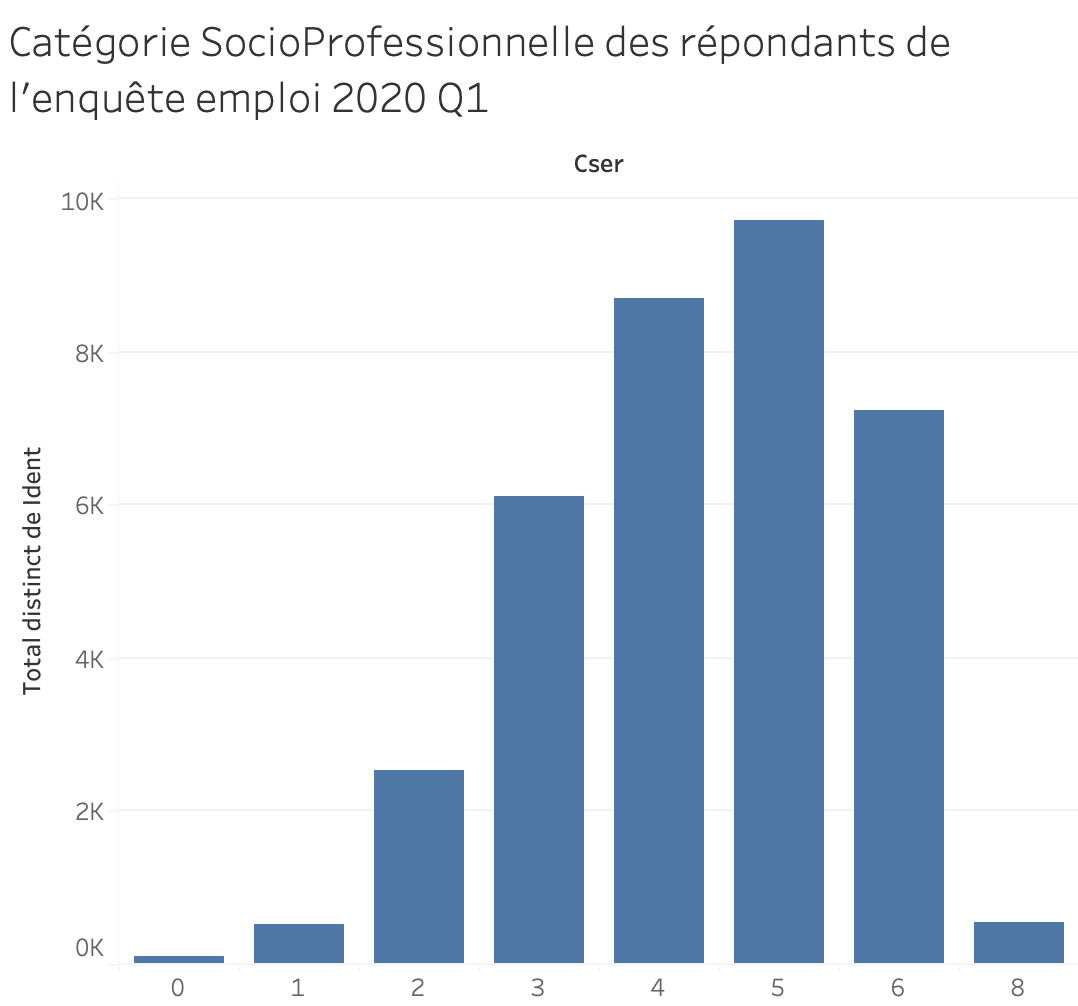 Catégorie SocioProfessionnelle des répondants de
l’enquête emploi 2020 Q1
Cser
10K
8K
6K
4K
2K
0K
Total distinct de Ident
0 1 2 3 4 5 6 8